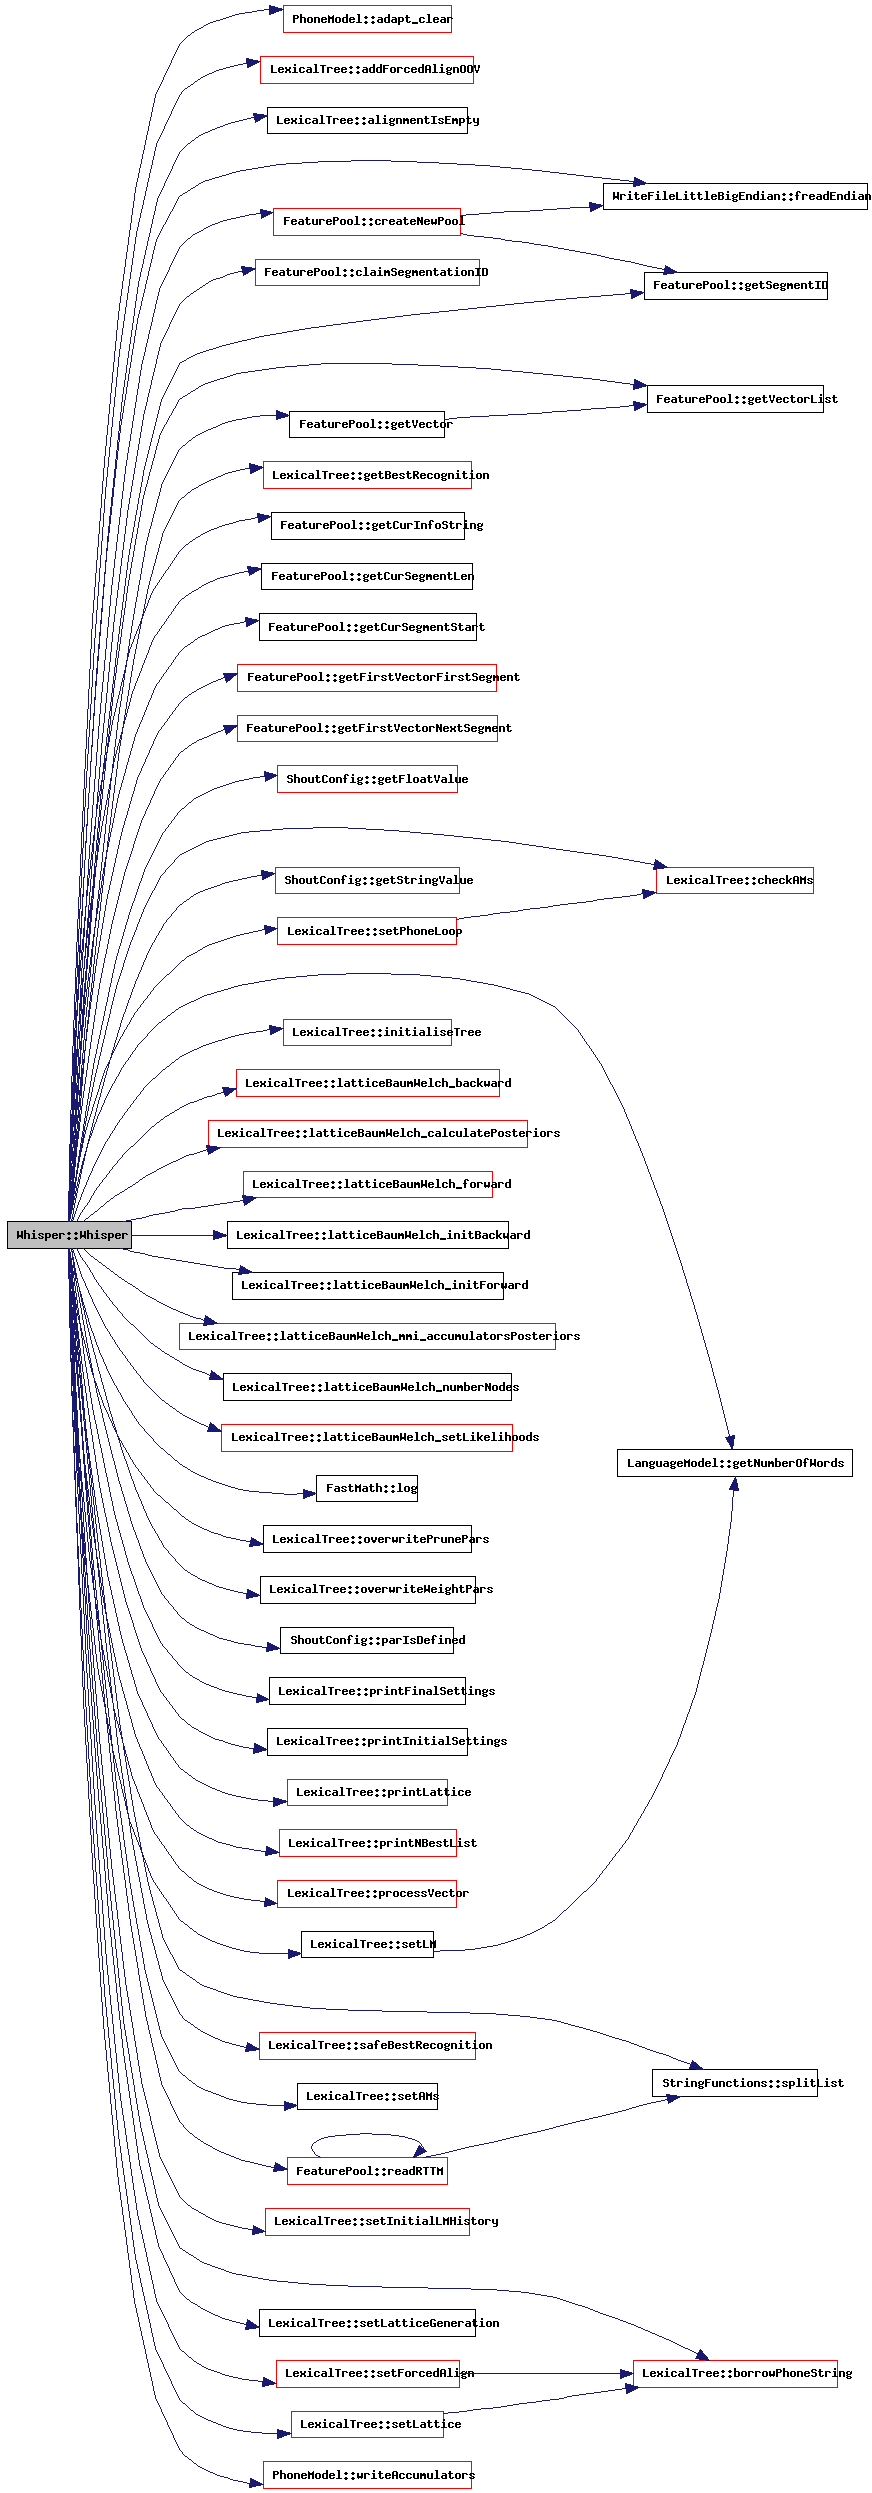 PhoneModel::adapt_clear
LexicalTree::addForcedAlignOOV
LexicalTree::alignmentIsEmpty
WriteFileLittleBigEndian::freadEndian
FeaturePool::createNewPool
FeaturePool::claimSegmentationID
FeaturePool::getSegmentID
FeaturePool::getVectorList
FeaturePool::getVector
LexicalTree::getBestRecognition
FeaturePool::getCurInfoString
FeaturePool::getCurSegmentLen
FeaturePool::getCurSegmentStart
FeaturePool::getFirstVectorFirstSegment
FeaturePool::getFirstVectorNextSegment
ShoutConfig::getFloatValue
ShoutConfig::getStringValue
LexicalTree::checkAMs
LexicalTree::setPhoneLoop
LexicalTree::initialiseTree
LexicalTree::latticeBaumWelch_backward
LexicalTree::latticeBaumWelch_calculatePosteriors
LexicalTree::latticeBaumWelch_forward
Whisper::Whisper
LexicalTree::latticeBaumWelch_initBackward
LexicalTree::latticeBaumWelch_initForward
LexicalTree::latticeBaumWelch_mmi_accumulatorsPosteriors
LexicalTree::latticeBaumWelch_numberNodes
LexicalTree::latticeBaumWelch_setLikelihoods
LanguageModel::getNumberOfWords
FastMath::log
LexicalTree::overwritePrunePars
LexicalTree::overwriteWeightPars
ShoutConfig::parIsDefined
LexicalTree::printFinalSettings
LexicalTree::printInitialSettings
LexicalTree::printLattice
LexicalTree::printNBestList
LexicalTree::processVector
LexicalTree::setLM
LexicalTree::safeBestRecognition
StringFunctions::splitList
LexicalTree::setAMs
FeaturePool::readRTTM
LexicalTree::setInitialLMHistory
LexicalTree::setLatticeGeneration
LexicalTree::setForcedAlign
LexicalTree::borrowPhoneString
LexicalTree::setLattice
PhoneModel::writeAccumulators